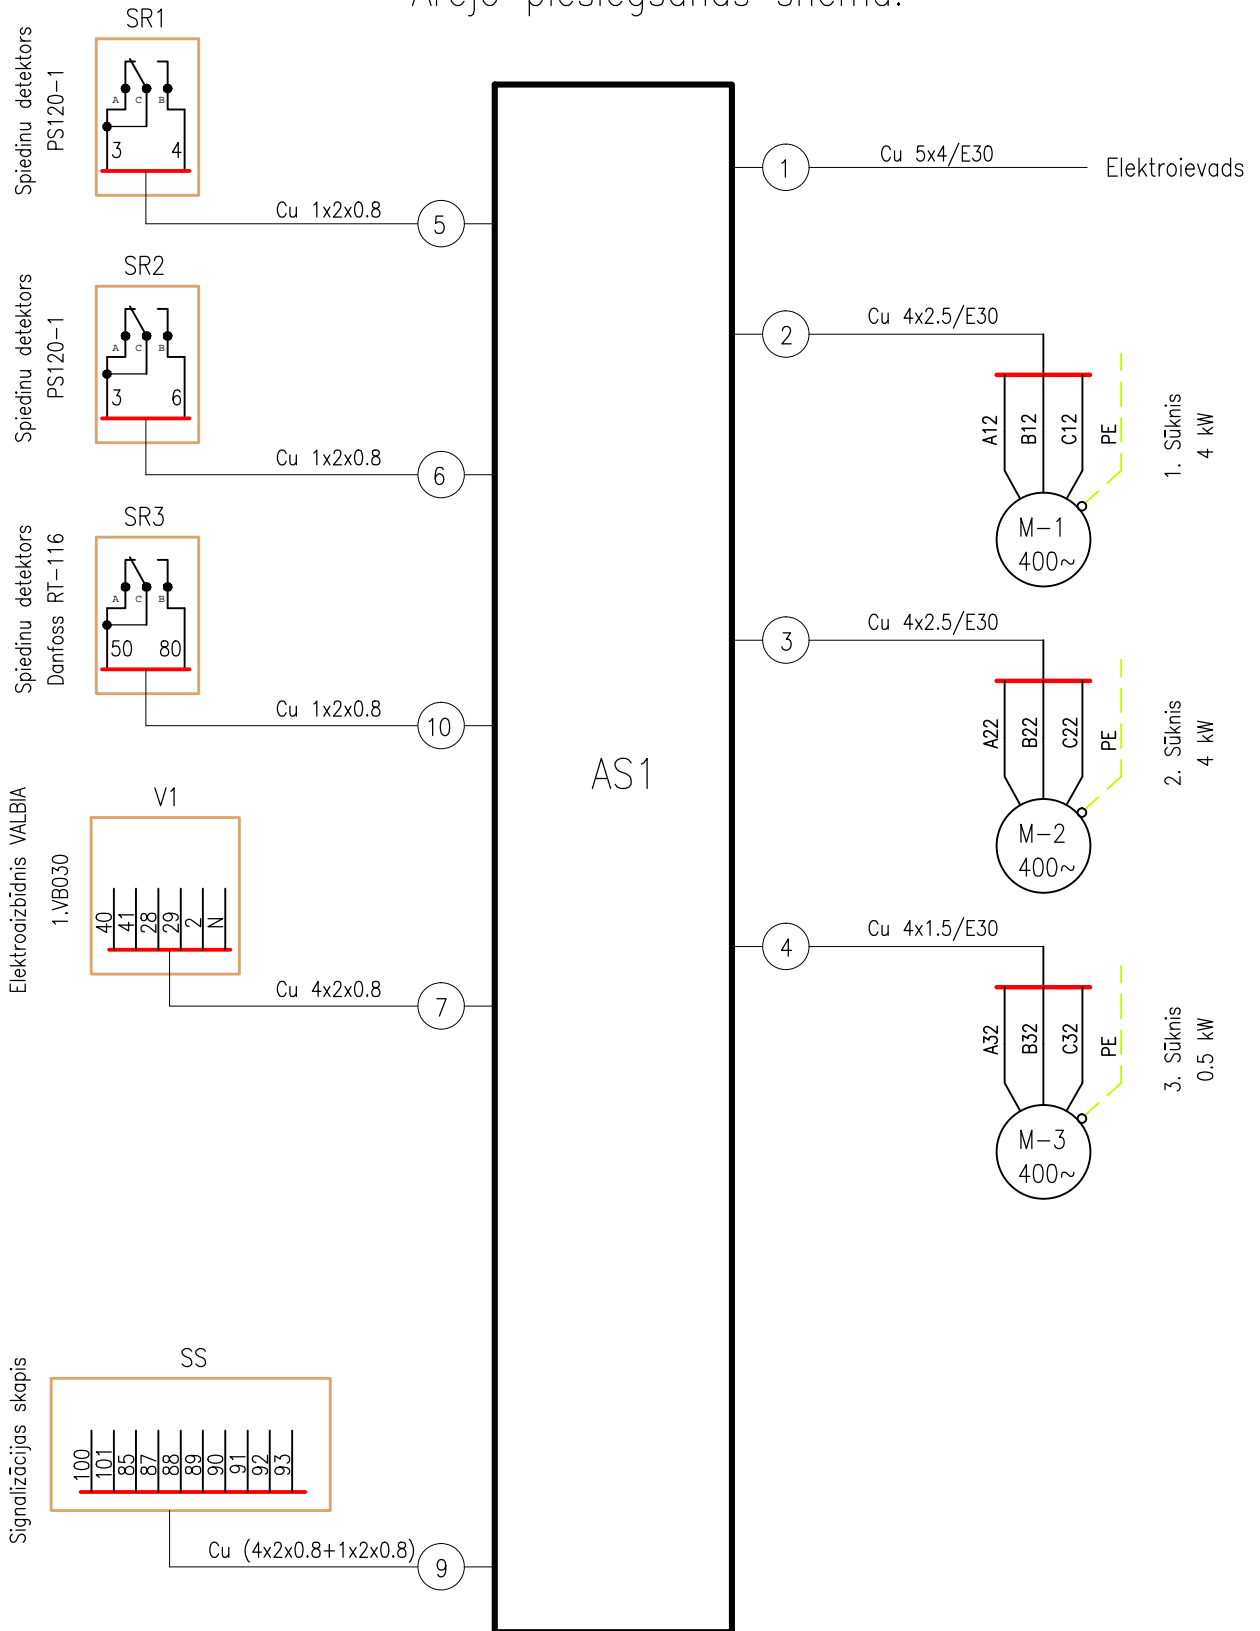 Ārējo pieslēgšanās shēma.
SR1
Spiedinu detektors
PS120-1
A C B
3 4
Cu 1x2x0.8
5
SR2
Spiedinu detektors
PS120-1
A C B
3 6
Cu 1x2x0.8
6
SR3
Spiedinu detektors
Danfoss RT-116
A C B
50 80
Cu 1x2x0.8
10
V1
Elektroaizbīdnis VALBIA
1.VB030
40
41
28
29
2
N
Cu 4x2x0.8
7
SS
Signalizācijas skapis
100
101
85
87
88
89
90
91
92
93
Cu (4x2x0.8+1x2x0.8)
9
AS1
1
Cu 5x4/E30
Elektroievads
2
Cu 4x2.5/E30
A12
B12
C12
PE
M-1
400~
1. Sūknis
4 kW
3
Cu 4x2.5/E30
A22
B22
C22
PE
M-2
400~
2. Sūknis
4 kW
4
Cu 4x1.5/E30
A32
B32
C32
PE
M-3
400~
3. Sūknis
0.5 kW